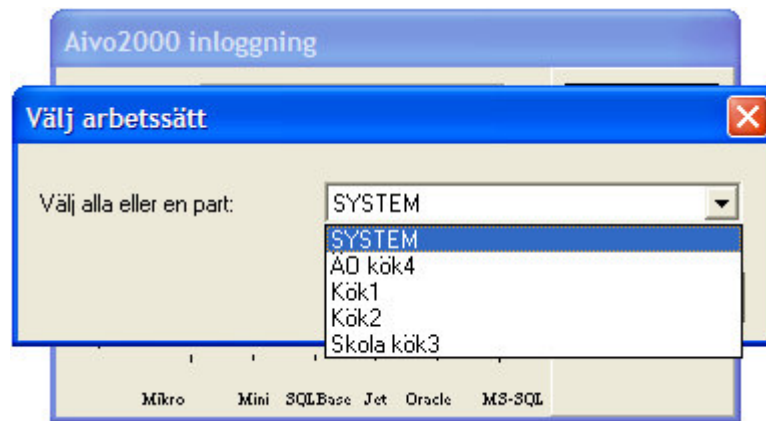 Aivo2000 inloggning
Välj arbetssätt
Välj alla eller en part:
SYSTEM
SYSTEM
ÄO kök4
Kök1
Kök2
Skola kök3
Mikro Mini SQLBase Jet Oracle MS-SQL